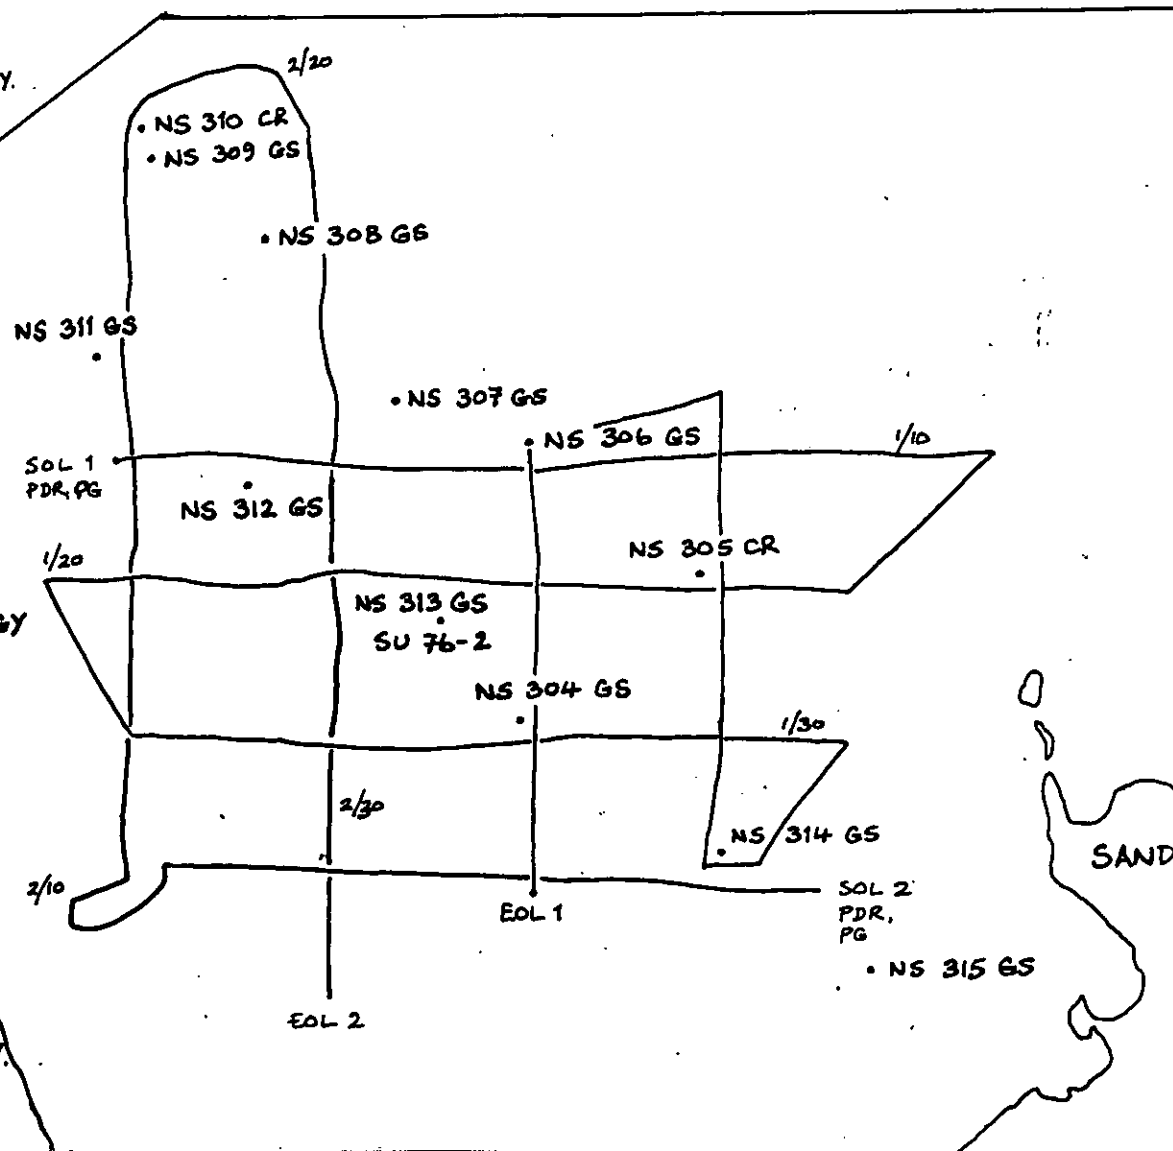 Y.
2/20
NS 310 CR
NS 309 GS
NS 308 GS
NS 311 GS
NS 307 GS
NS 306 GS
1/10
SOL 1
PDR, PG
NS 312 GS
NS 305 CR
1/20
NS 313 GS
SU 76-2
GY
NS 304 GS
1/30
2/30
NS 314 GS
SAND
2/10
SOL 2
PDR,
PG
EOL 1
NS 315 GS
EOL 2